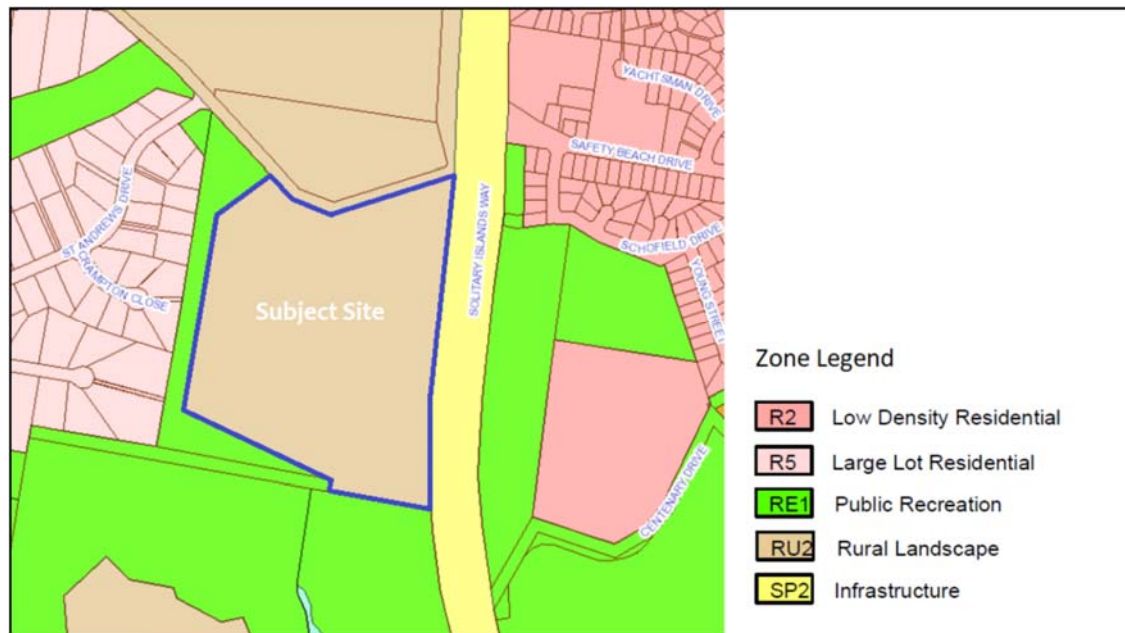 YACHTSMAN DRIVE
SAFETY BEACH DRIVE
ST ANDREWS DRIVE
CRAMPTON CLOSE
SOLITARY ISLANDS WAY
SCHOFIELD DRIVE
YOUNG STREET
Subject Site
CENTENARY DRIVE
Zone Legend
R2 Low Density Residential
R5 Large Lot Residential
RE1 Public Recreation
RU2 Rural Landscape
SP2 Infrastructure